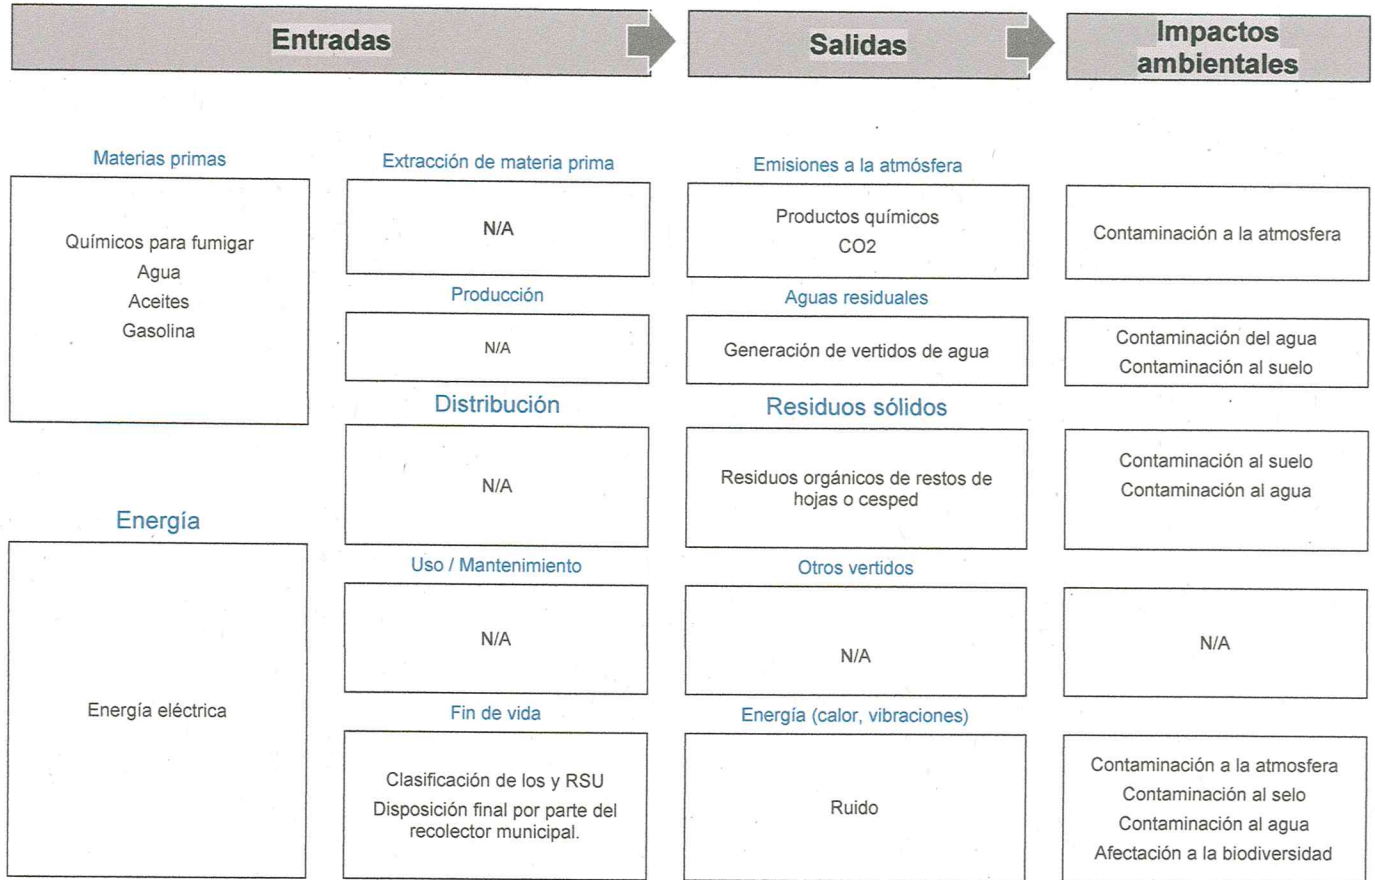 Entradas
Salidas
Impactos
ambientales
Materias primas
Químicos para fumigar
Agua
Aceites
Gasolina
Energía
Energía eléctrica
Extracción de materia prima
N/A
Producción
N/A
Distribución
N/A
Uso / Mantenimiento
N/A
Fin de vida
Clasificación de los y RSU
Disposición final por parte del
recolector municipal.
Emisiones a la atmósfera
Productos químicos
CO2
Aguas residuales
Generación de vertidos de agua
Residuos sólidos
Residuos orgánicos de restos de
hojas o cesped
Otros vertidos
N/A
Energía (calor, vibraciones)
Ruido
Contaminación a la atmosfera
Contaminación del agua
Contaminación al suelo
Contaminación al suelo
Contaminación al agua
N/A
Contaminación a la atmosfera
Contaminación al selo
Contaminación al agua
Afectación a la biodiversidad